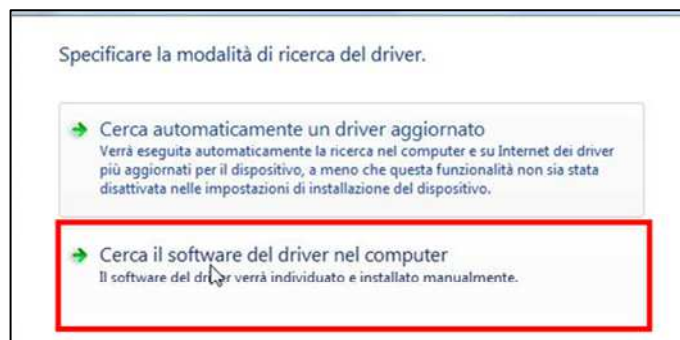 Specificare la modalità di ricerca del driver.
Cerca automaticamente un driver aggiornato
Verrà eseguita automaticamente la ricerca nel computer e su Internet dei driver
più aggiornati per il dispositivo, a meno che questa funzionalità non sia stata
disattivata nelle impostazioni di installazione del dispositivo.
Cerca il software del driver nel computer
Il software del driver verrà individuato e installato manualmente.